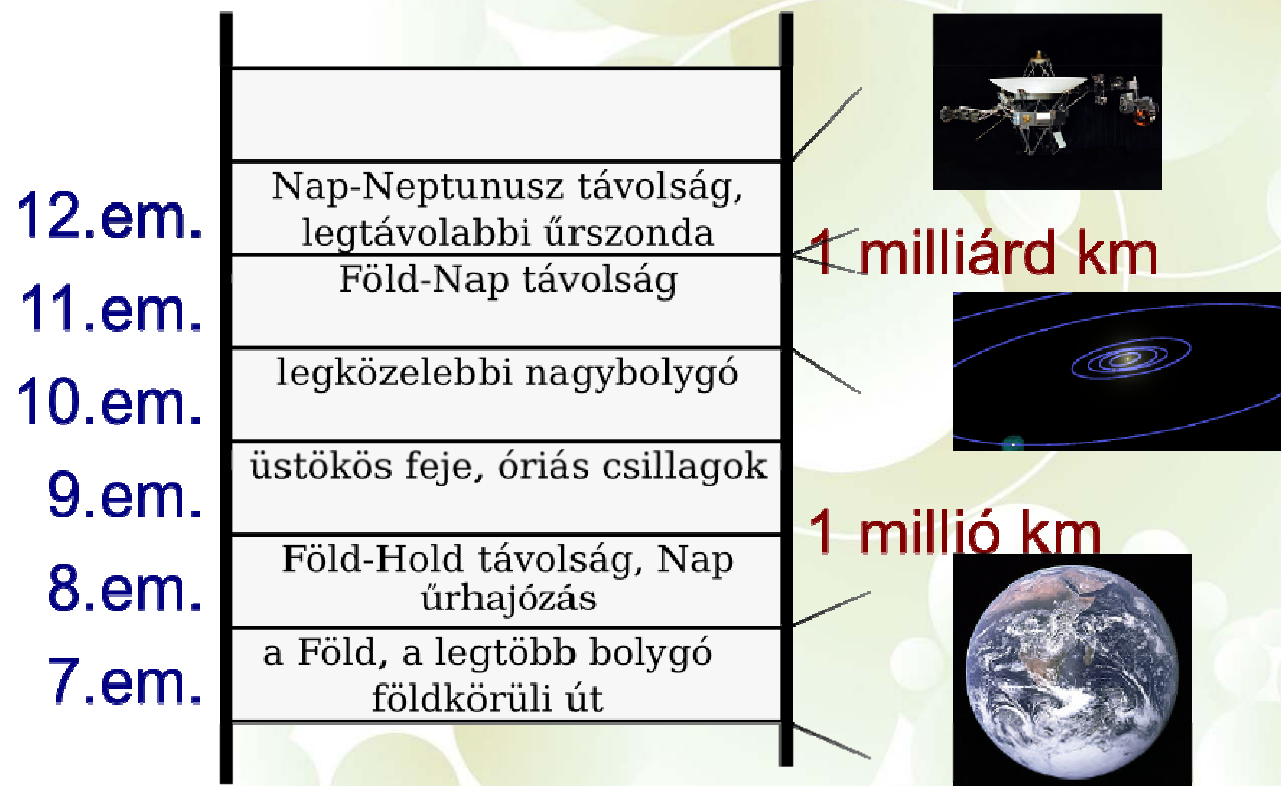 12.em.
Nap-Neptunusz távolság,
legtávolabbi űrszonda
1 milliárd km
11.em.
Föld-Nap távolság
10.em.
legközelebbi nagybolygó
9.em.
üstökös feje, óriás csillagok
1 millió km
8.em.
Föld-Hold távolság, Nap
űrhajózás
7.em.
a Föld, a legtöbb bolygó
földkörüli út